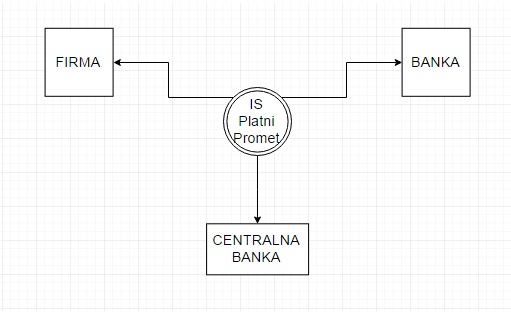 FIRMA
BANKA
IS
Platni
Promet
CENTRALNA
BANKA